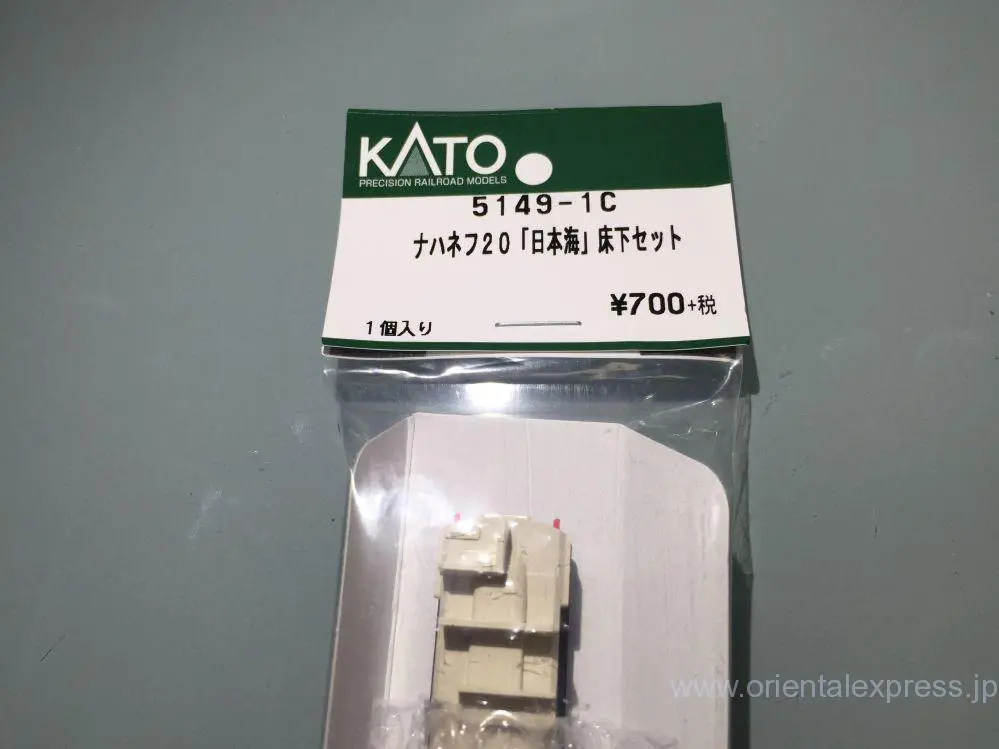 KATO
PRECISION RAILROAD MODELS
5149-1C
ナハネフ20「日本海」床下セット
¥700+税
1個入り
www.orientalexpress.jp